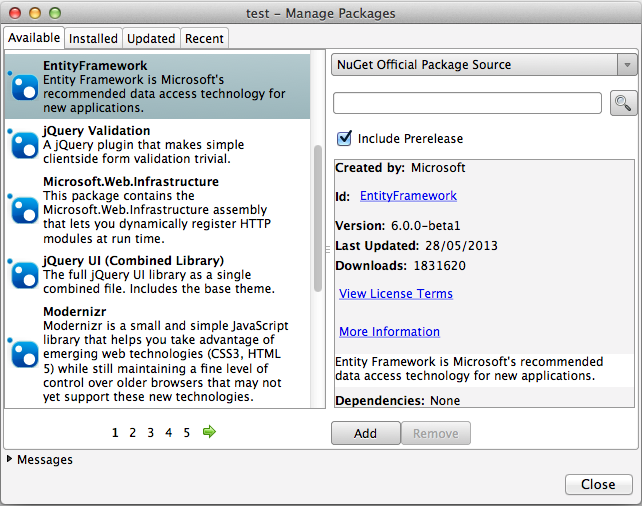 test – Manage Packages
Available
Installed
Updated
Recent
EntityFramework
Entity Framework is Microsoft's
recommended data access technology for
new applications.
jQuery Validation
A jQuery plugin that makes simple
clientside form validation trivial.
Microsoft.Web.Infrastructure
This package contains the
Microsoft.Web.Infrastructure assembly
that lets you dynamically register HTTP
modules at run time.
jQuery UI (Combined Library)
The full jQuery UI library as a single
combined file. Includes the base theme.
Modernizr
Modernizr is a small and simple JavaScript
library that helps you take advantage of
emerging web technologies (CSS3, HTML
5) while still maintaining a fine level of
control over older browsers that may not
yet support these new technologies.
1 2 3 4 5
NuGet Official Package Source
Include Prerelease
Created by: Microsoft
Id: EntityFramework
Version: 6.0.0-beta1
Last Updated: 28/05/2013
Downloads: 1831620
View License Terms
More Information
Entity Framework is Microsoft's recommended
data access technology for new applications.
Dependencies: None
Add
Remove
Messages
Close